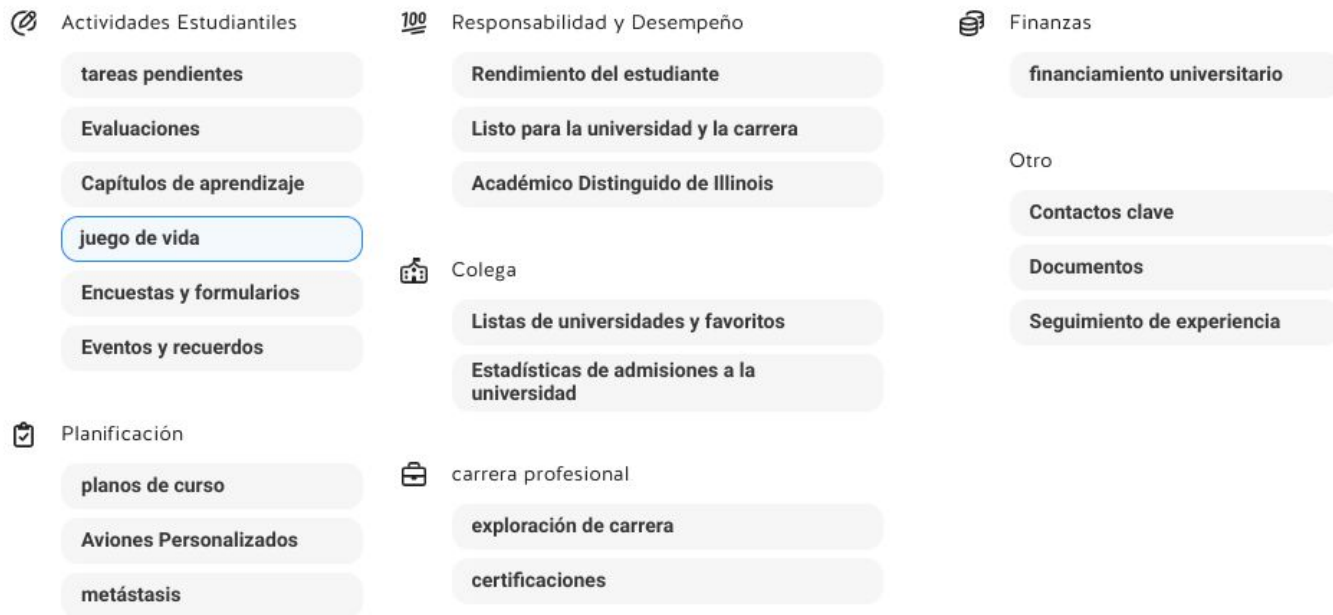 Actividades Estudiantiles
tareas pendientes
Evaluaciones
Capítulos de aprendizaje
juego de vida
Encuestas y formularios
Eventos y recuerdos
Planificación
planos de curso
Aviones Personalizados
metástasis
100 Responsabilidad y Desempeño
Rendimiento del estudiante
Listo para la universidad y la carrera
Académico Distinguido de Illinois
Colega
Listas de universidades y favoritos
Estadísticas de admisiones a la
universidad
carrera profesional
exploración de carrera
certificaciones
Finanzas
financiamiento universitario
Otro
Contactos clave
Documentos
Seguimiento de experiencia